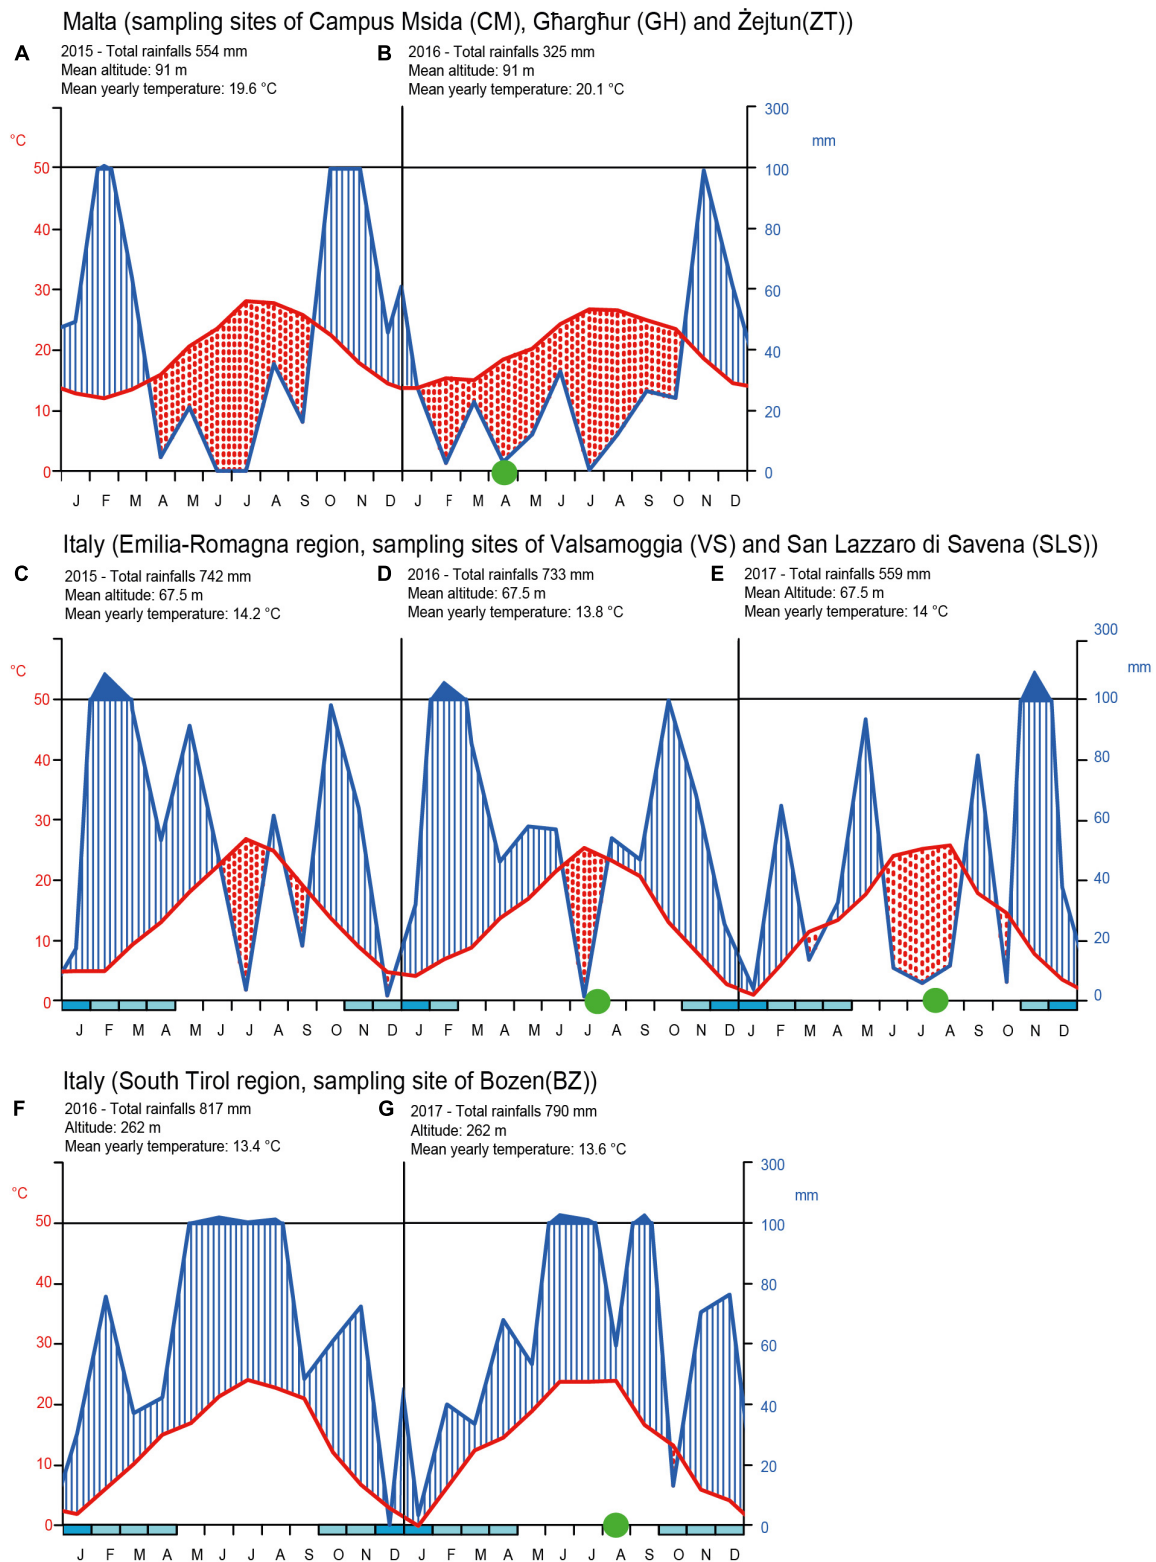 Malta (sampling sites of Campus Msida (CM), Għargħur (GH) and Żejtun(ZT))
A
2015 - Total rainfalls 554 mm
Mean altitude: 91 m
Mean yearly temperature: 19.6 °C
B
2016 - Total rainfalls 325 mm
Mean altitude: 91 m
Mean yearly temperature: 20.1 °C
°C
50
40
30
20
10
0
300
mm
100
80
60
40
20
0
J F M A M J J A S O N D J F M A M J J A S O N D
Italy (Emilia-Romagna region, sampling sites of Valsamoggia (VS) and San Lazzaro di Savena (SLS))
C
2015 - Total rainfalls 742 mm
Mean altitude: 67.5 m
Mean yearly temperature: 14.2 °C
D
2016 - Total rainfalls 733 mm
Mean altitude: 67.5 m
Mean yearly temperature: 13.8 °C
E
2017 - Total rainfalls 559 mm
Mean Altitude: 67.5 m
Mean yearly temperature: 14 °C
°C
50
40
30
20
10
0
300
mm
100
80
60
40
20
0
J F M A M J J A S O N D J F M A M J J A S O N D J F M A M J J A S O N D
Italy (South Tirol region, sampling site of Bozen(BZ))
F
2016 - Total rainfalls 817 mm
Altitude: 262 m
Mean yearly temperature: 13.4 °C
G
2017 - Total rainfalls 790 mm
Altitude: 262 m
Mean yearly temperature: 13.6 °C
°C
50
40
30
20
10
0
300
mm
100
80
60
40
20
0
J F M A M J J A S O N D J F M A M J J A S O N D